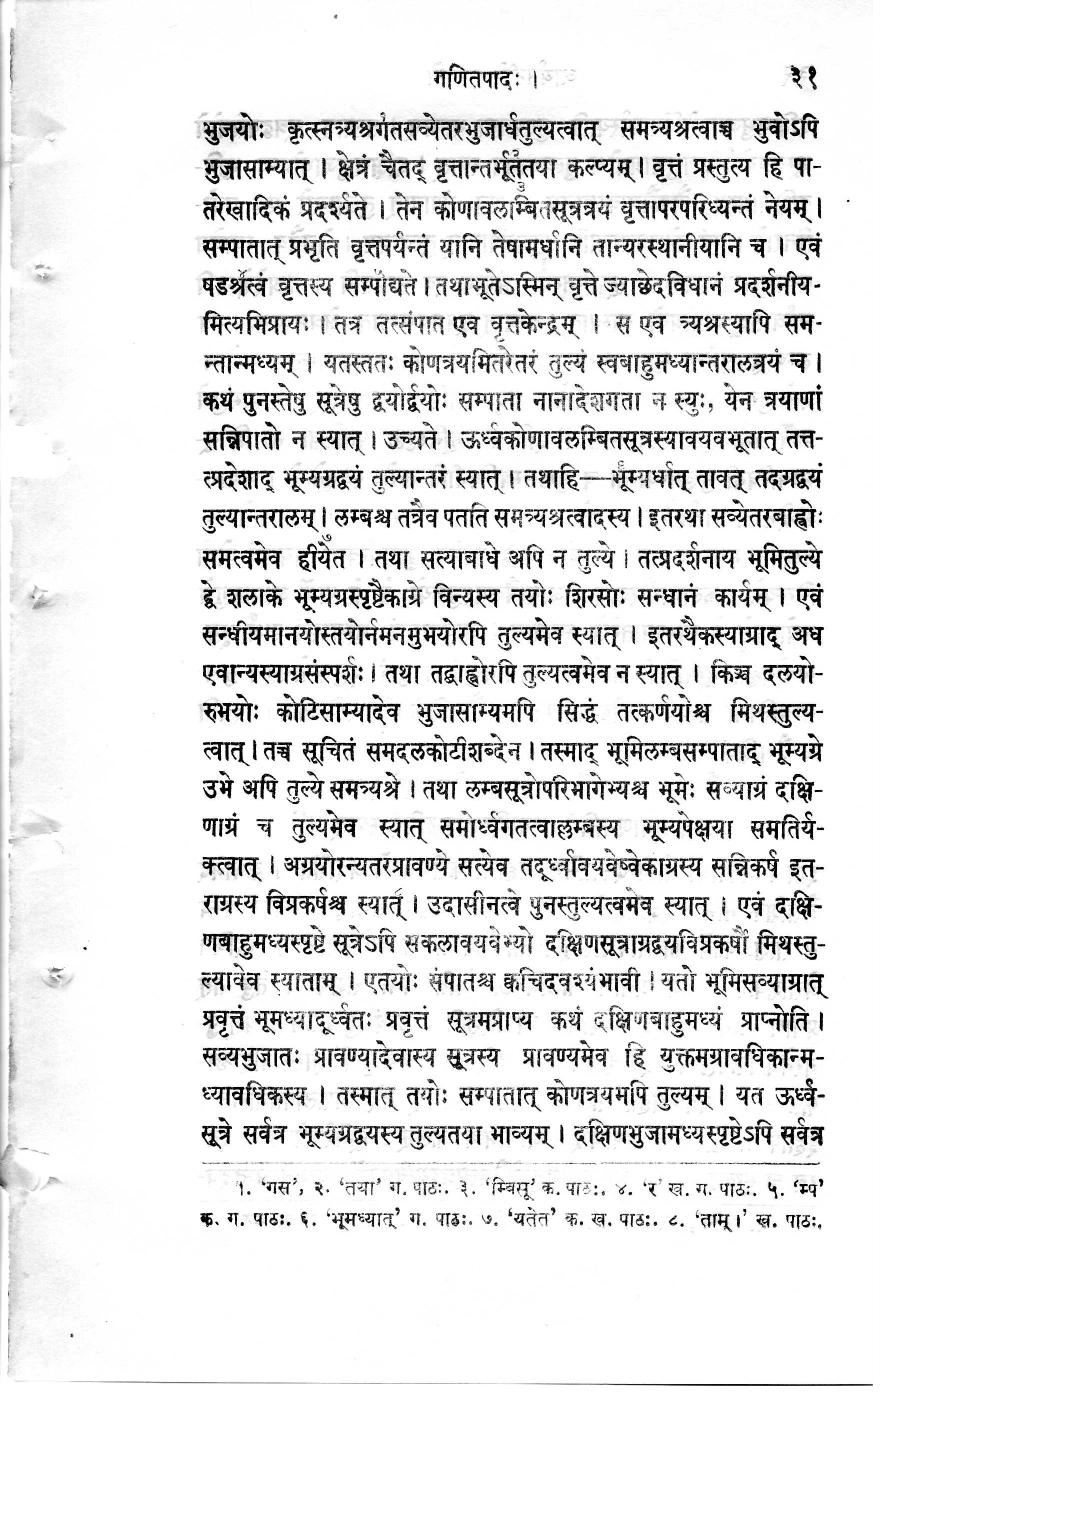 गणितपादः ।
३१
भुजयोः कृत्स्नत्र्यश्रर्गतसव्येतरभुजार्धतुल्यत्वात् समत्र्यश्रत्वाच्च भुवोऽपि
भुजासाम्यात् । क्षेत्रं चैतद् वृत्तान्तर्भूततया कल्प्यम् । वृत्तं प्रस्तुत्य हि पा-
तरेखादिकं प्रदर्श्यते । तेन कोणावलम्बितसूत्रत्रयं वृत्तापरपरिध्यन्तं नेयम् ।
सम्पातात् प्रभृति वृत्तपर्यन्तं यानि तेषामर्धानि तान्यरस्थानीयानि च । एवं
षडश्रत्वं वृत्तस्य सम्पाद्यते । तथाभूतेऽस्मिन् वृत्ते ज्याछेदविधानं प्रदर्शनीय-
मित्यभिप्रायः । तत्र तत्संपात एव वृत्तकेन्द्रम् । स एव त्र्यश्रस्यापि सम-
न्तान्मध्यम् । यतस्ततः कोणत्रयमितरेतरं तुल्यं स्वबाहुमध्यान्तरालत्रयं च ।
कथं पुनस्तेषु सूत्रेषु द्वयोर्द्वयोः सम्पाता नानादेशगता न स्युः, येन त्रयाणां
सन्निपातो न स्यात् । उच्यते । ऊर्ध्वकोणावलम्बितसूत्रस्यावयवभूतात् तत्त-
त्प्रदेशाद् भूम्यग्रद्वयं तुल्यान्तरं स्यात् । तथाहि — भूम्यर्धात् तावत् तदग्रद्वयं
तुल्यान्तरालम् । लम्बश्च तत्रैव पतति समत्र्यश्रत्वादस्य । इतरथा सव्येतरबाह्वोः
समत्वमेव हीयेत । तथा सत्याबाधे अपि न तुल्ये । तत्प्रदर्शनाय भूमितुल्ये
द्वे शलाके भूम्यग्रस्पृष्टैकाग्रे विन्यस्य तयोः शिरसोः सन्धानं कार्यम् । एवं
सन्धीयमानयोस्तयोर्नमनमुभयोरपि तुल्यमेव स्यात् । इतरथैकस्याग्राद् अध
एवान्यस्याग्रसंस्पर्शः । तथा तद्बाह्वोरपि तुल्यत्वमेव न स्यात् । किञ्च दलयो-
रुभयोः कोटिसाम्यादेव भुजासाम्यमपि सिद्धं तत्कर्णयोश्च मिथस्तुल्य-
त्वात् । तच्च सूचितं समदलकोटीशब्देन । तस्माद् भूमिलम्बसम्पाताद् भूम्यग्रे
उभे अपि तुल्ये समत्र्यश्रे । तथा लम्बसूत्रोपरिभागेभ्यश्च भूमेः सव्याग्रं दक्षि-
णाग्रं च तुल्यमेव स्यात् समोर्ध्वगतत्वाल्लम्बस्य भूम्यपेक्षया समतिर्य-
क्त्वात् । अग्रयोरन्यतरप्रावण्ये सत्येव तदूर्ध्वावयवेष्वेकाग्रस्य सन्निकर्ष इत-
राग्रस्य विप्रकर्षश्च स्यात् । उदासीनत्वे पुनस्तुल्यत्वमेव स्यात् । एवं दक्षि-
णबाहुमध्यस्पृष्टे सूत्रेऽपि सकलावयवेभ्यो दक्षिणसूत्राग्रद्वयविप्रकर्षौ मिथस्तु-
ल्यावेव स्याताम् । एतयोः संपातश्च क्वचिदवश्यंभावी । यतो भूमिसव्याग्रात्
प्रवृत्तं भूमध्यादूर्ध्वतः प्रवृत्तं सूत्रमप्राप्य कथं दक्षिणबाहुमध्यं प्राप्नोति ।
सव्यभुजातः प्रावण्यादेवास्य सूत्रस्य प्रावण्यमेव हि युक्तमग्रावधिकान्म-
ध्यावधिकस्य । तस्मात् तयोः सम्पातात् कोणत्रयमपि तुल्यम् । यत ऊर्ध्व-
सूत्रे सर्वत्र भूम्यग्रद्वयस्य तुल्यतया भाव्यम् । दक्षिणभुजामध्यस्पृष्टेऽपि सर्वत्र
१. 'गस', २. 'तया' ग. पाठः. ३. 'म्बिसू' क. पाठः. ४. 'र' ख. ग. पाठः. ५. 'म्प'
क. ग. पाठः. ६. 'भूमध्यात्' ग. पाठः. ७. 'यतेत' क. ख. पाठः. ८. 'ताम् ।' ख. पाठः.